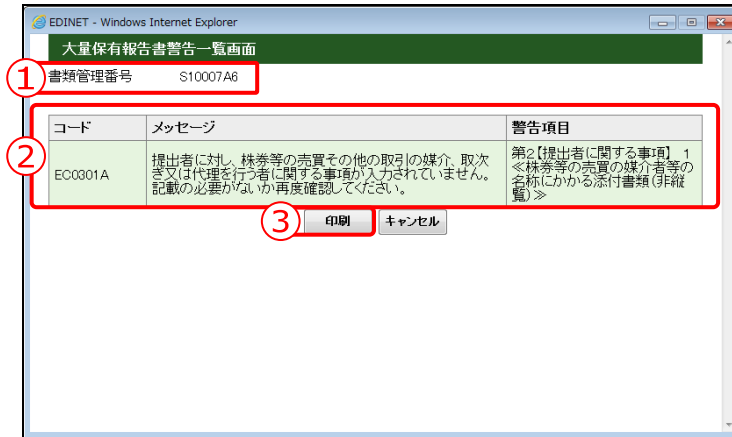 EDINET - Windows Internet Explorer
大量保有報告書警告一覧画面
① 書類管理番号 S10007A6
②
コード メッセージ 警告項目
EC0301A
提出者に対し、株券等の売買その他の取引の媒介、取次
ぎ又は代理を行う者に関する事項が入力されていません。
記載の必要がないか再度確認してください。
第2【提出者に関する事項】 1
≪株券等の売買の媒介者等の
名称にかかる添付書類(非縦
覧)≫
③ 印刷 キャンセル